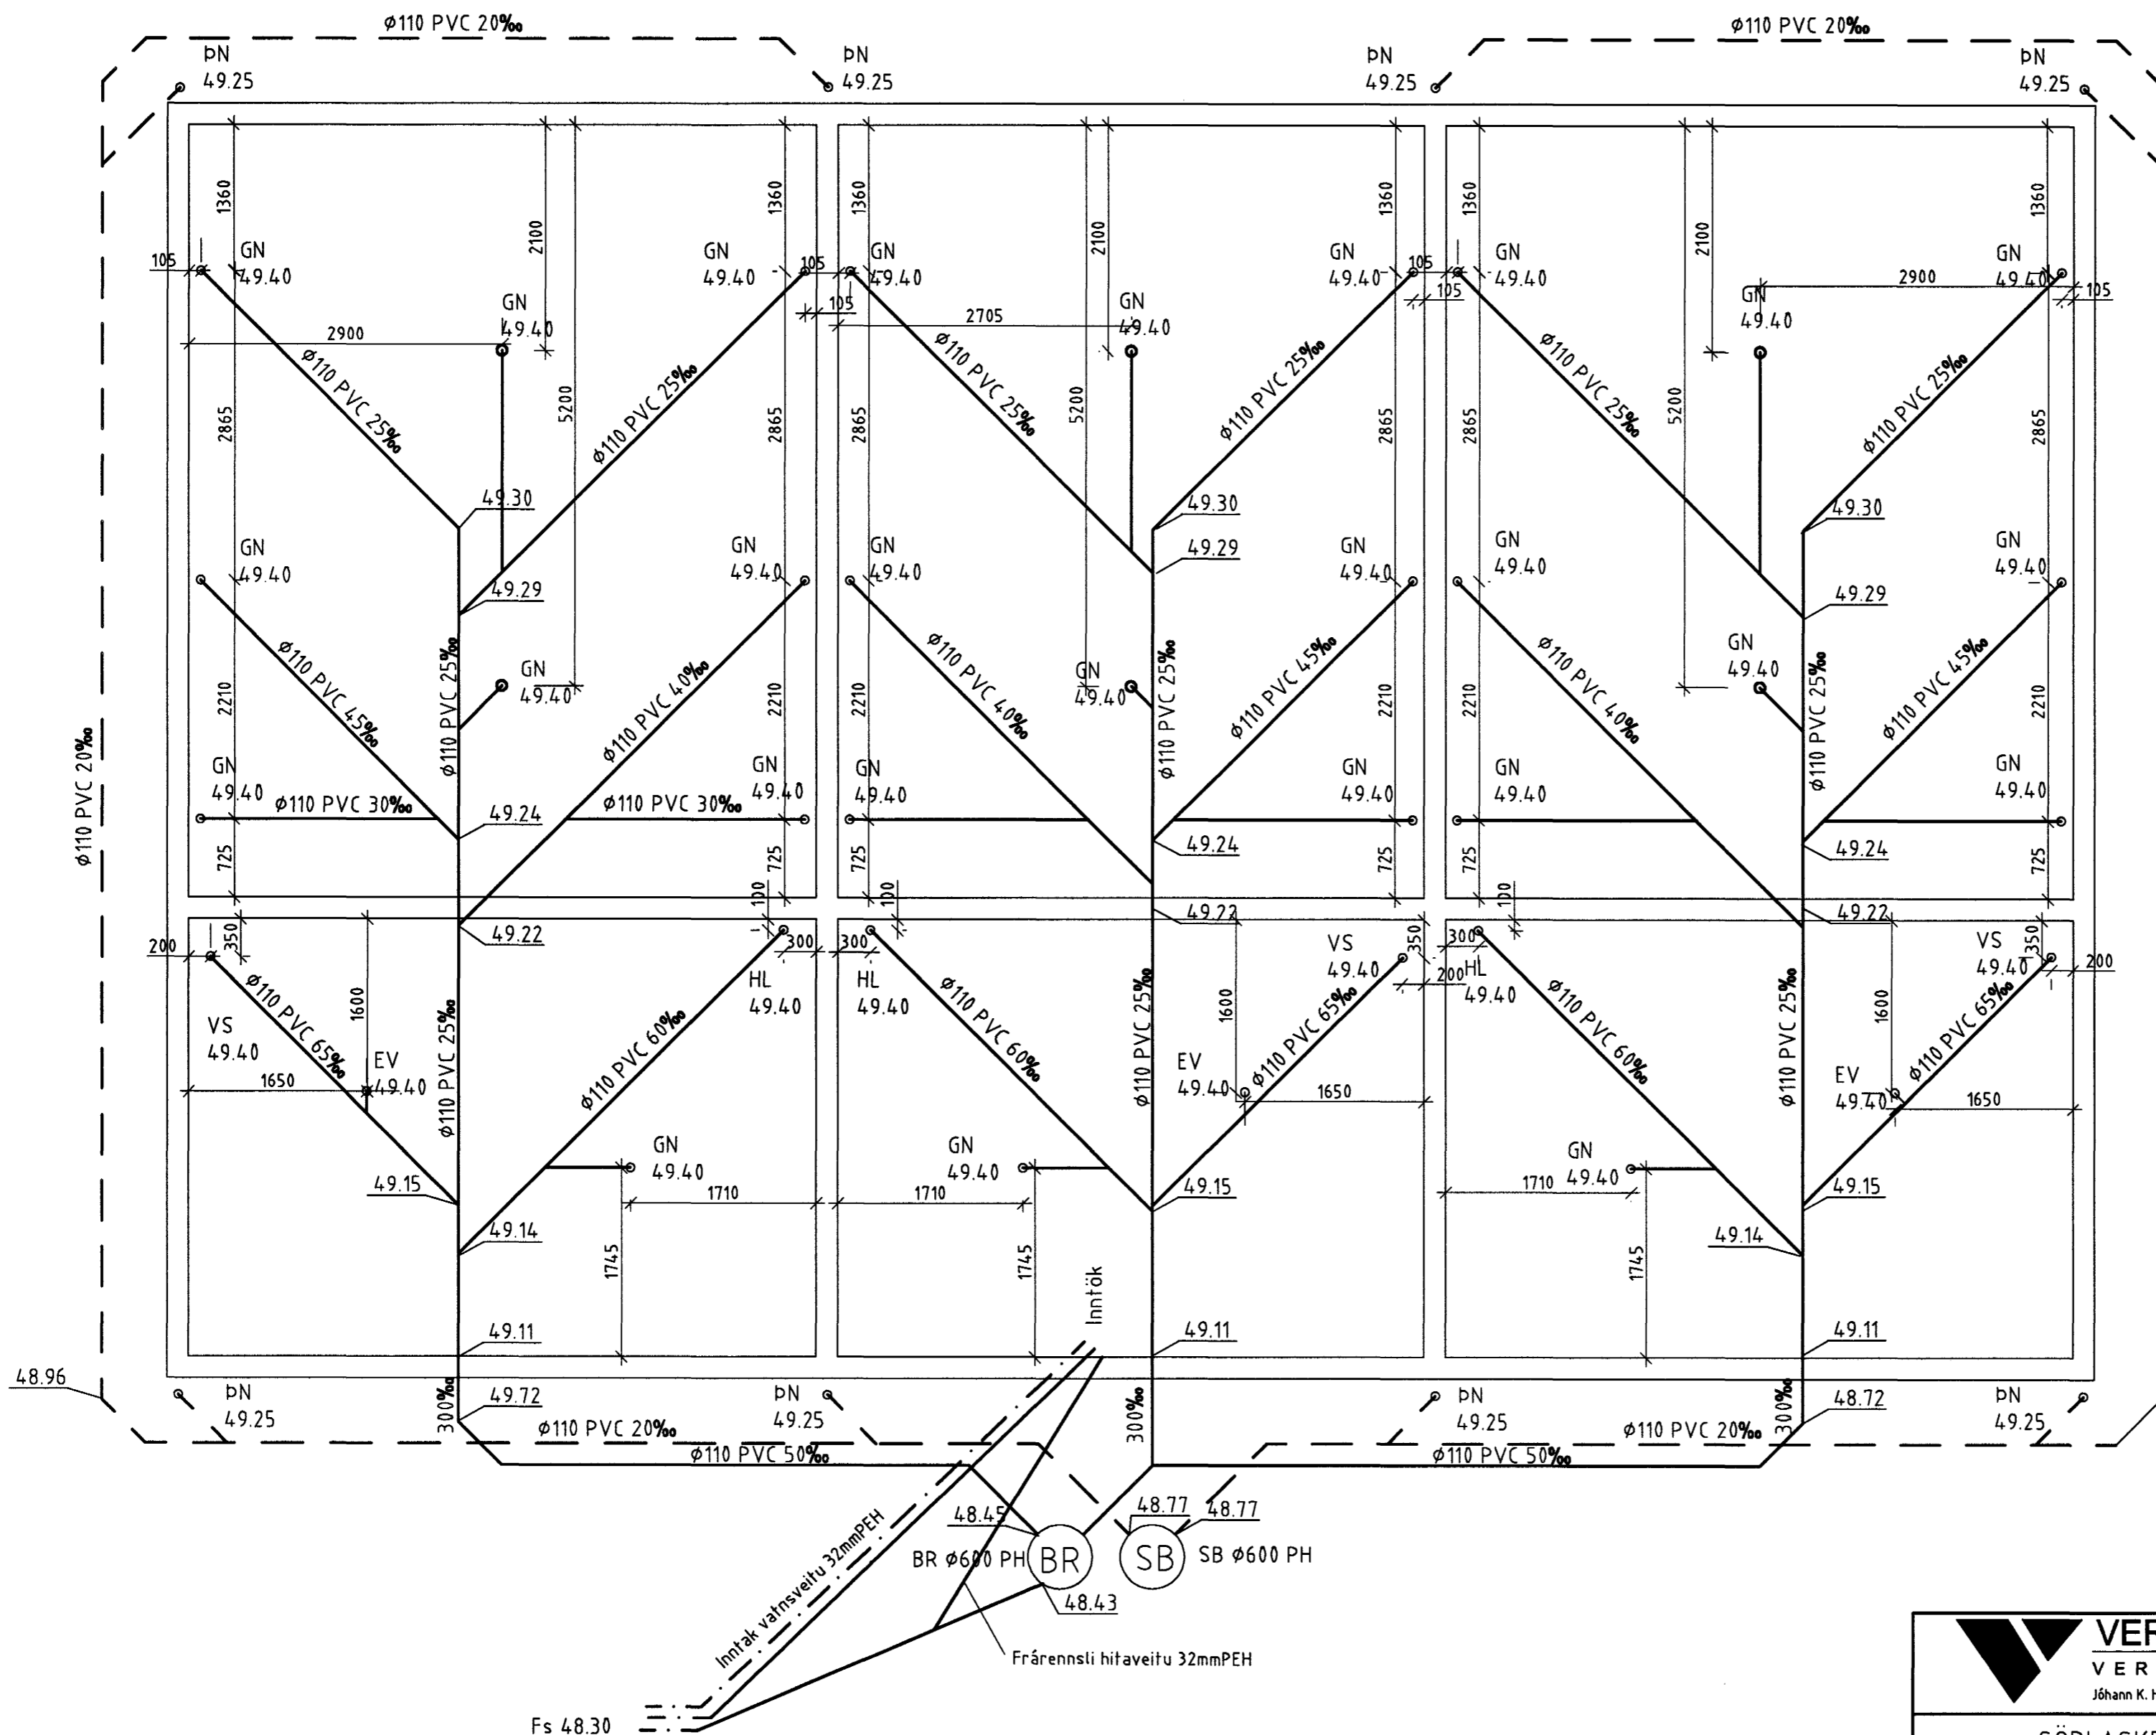 ø110 PVC 20‰
ø110 PVC 20‰
ÞN
49.25
ÞN
49.25
ÞN
49.25
ÞN
49.25
1360
2100
1360
1360
2100
1360
1360
2100
1360
GN
49.40
105
GN
49.40
105
GN
49.40
105
GN
49.40
105
GN
49.40
GN
49.40
105
GN
49.40
2900
GN
49.40
2705
GN
49.40
2900
ø110 PVC 25‰
ø110 PVC 25‰
ø110 PVC 25‰
ø110 PVC 25‰
ø110 PVC 25‰
ø110 PVC 25‰
2865
5200
2865
2865
5200
2865
2865
5200
2865
49.30
49.30
49.30
49.29
49.29
49.29
GN
49.40
GN
49.40
GN
49.40
GN
49.40
GN
49.40
GN
49.40
ø110 PVC 45‰
ø110 PVC 25‰
ø110 PVC 40‰
ø110 PVC 40‰
ø110 PVC 25‰
ø110 PVC 45‰
ø110 PVC 40‰
ø110 PVC 25‰
ø110 PVC 45‰
GN
49.40
GN
49.40
GN
49.40
2210
2210
2210
2210
2210
2210
ø110 PVC 20‰
GN
49.40
ø110 PVC 30‰
ø110 PVC 30‰
GN
49.40
GN
49.40
GN
49.40
GN
49.40
GN
49.40
49.24
49.24
49.24
725
725
725
725
725
725
100
100
100
49.22
49.22
49.22
200
350
300
300
350
200
300
350
200
HL
49.40
HL
49.40
HL
49.40
VS
49.40
VS
49.40
VS
49.40
ø110 PVC 65‰
ø110 PVC 25‰
ø110 PVC 60‰
ø110 PVC 60‰
ø110 PVC 25‰
ø110 PVC 65‰
ø110 PVC 60‰
ø110 PVC 25‰
ø110 PVC 65‰
1600
1600
1600
EV
49.40
1650
EV
49.40
1650
EV
49.40
1650
GN
49.40
GN
49.40
GN
49.40
49.15
1710
1710
49.15
1710
49.15
49.14
49.14
1745
1745
1745
Inntök
49.11
49.11
49.11
48.96
ÞN
49.25
300‰
49.72
ÞN
49.25
300‰
ÞN
49.25
300‰
48.72
ÞN
49.25
ø110 PVC 20‰
ø110 PVC 20‰
ø110 PVC 50‰
ø110 PVC 50‰
48.45
48.77
48.77
BR ø600 PH
BR
SB
SB ø600 PH
48.43
Inntak vatnsveitu 32mmPEH
Frárennsli hitaveitu 32mmPEH
Fs 48.30
VER
VER
Jóhann K. H